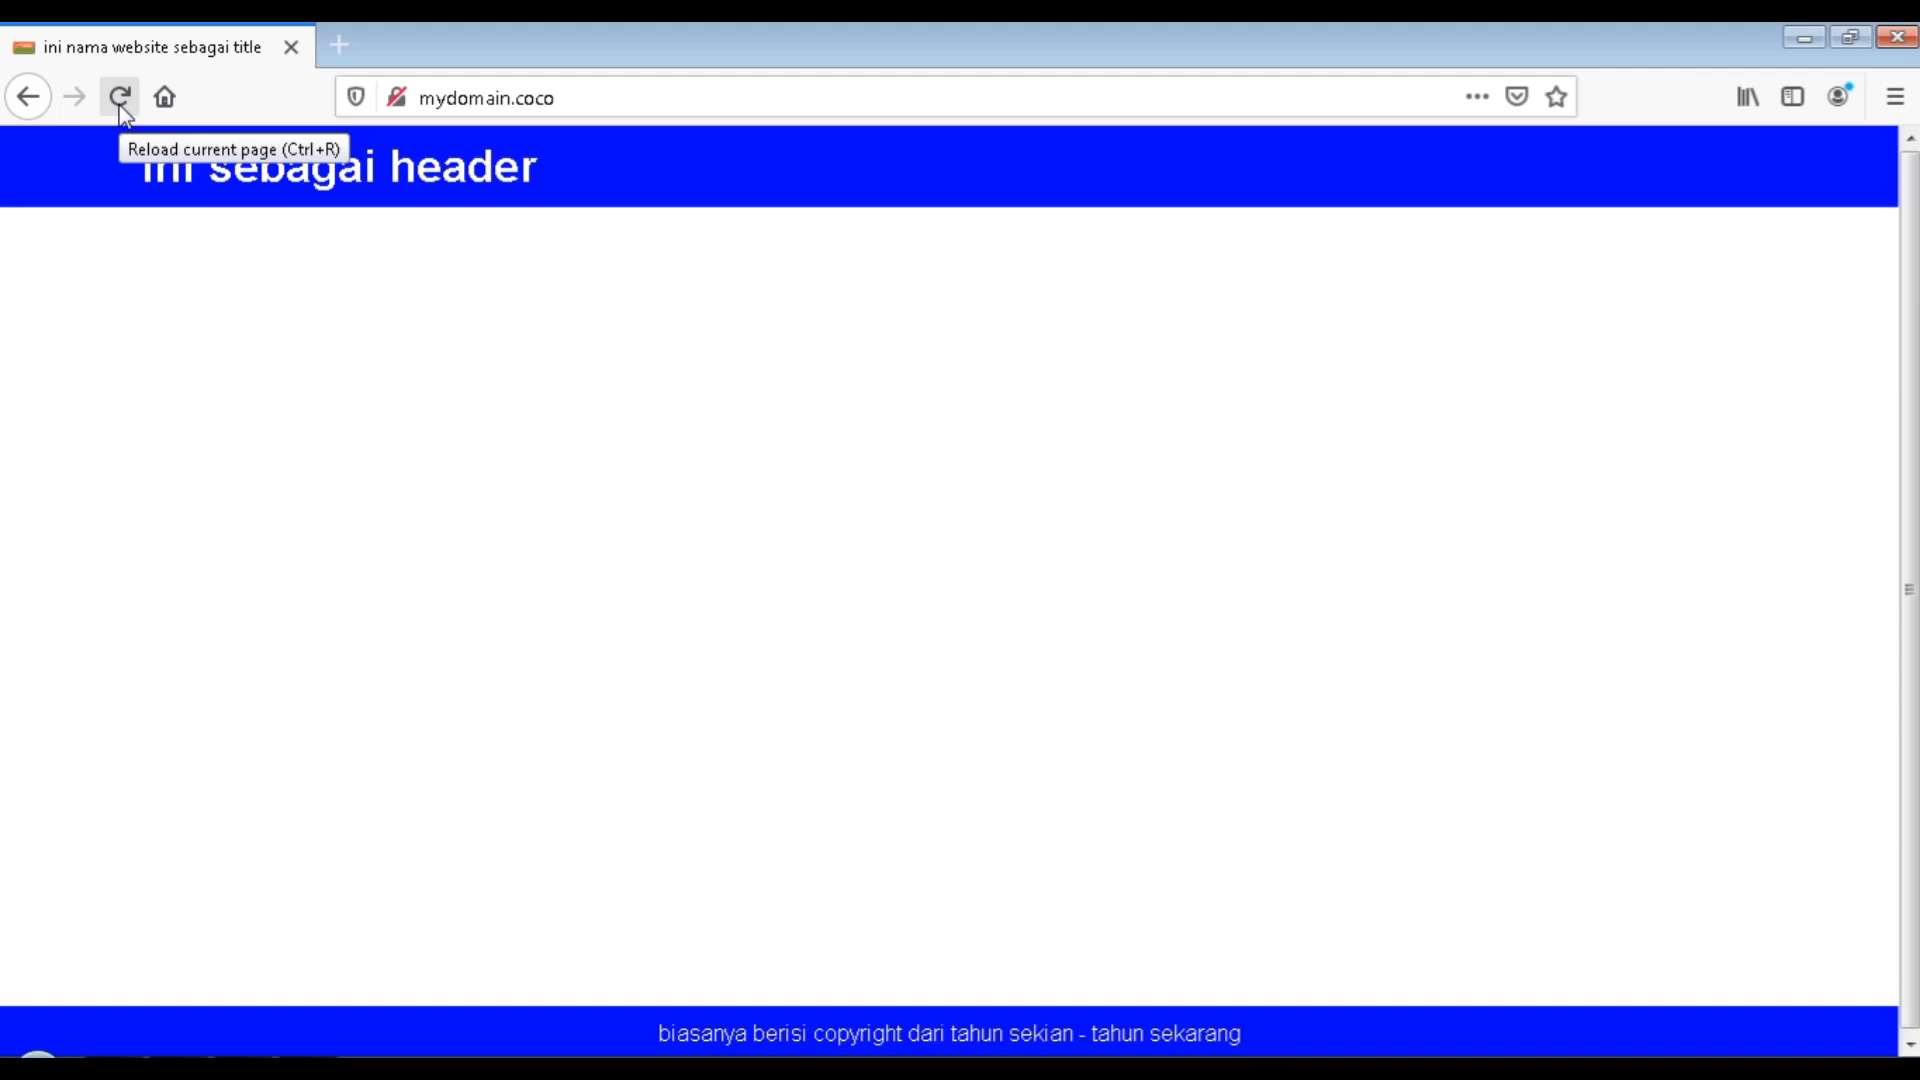 ini nama website sebagai title
mydomain.coco
Reload current page (Ctrl+R)
ini sebagai header
biasanya berisi copyright dari tahun sekian - tahun sekarang